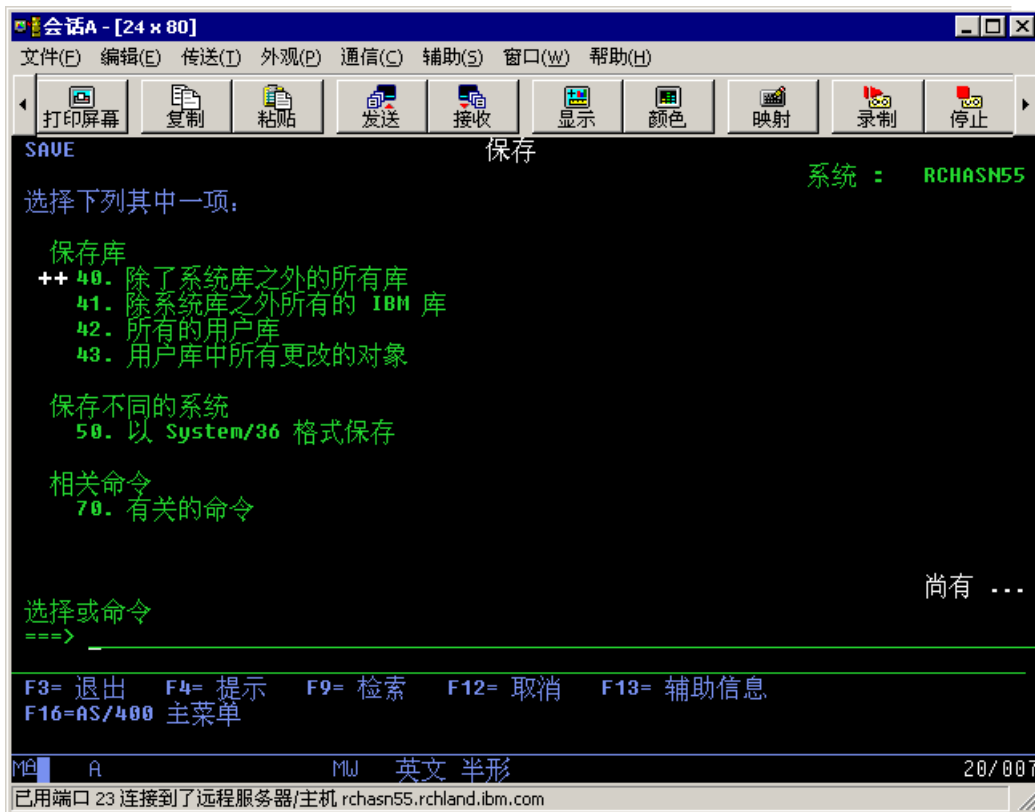 会话A - [24 x 80]
文件(F) 编辑(E) 传送(T) 外观(P) 通信(C) 辅助(S) 窗口(W) 帮助(H)
打印屏幕 复制 粘贴 发送 接收 显示 颜色 映射 录制 停止
SAVE 保存
系统 : RCHASN55
选择下列其中一项:
保存库
++ 40. 除了系统库之外的所有库
41. 除系统库之外所有的 IBM 库
42. 所有的用户库
43. 用户库中所有更改的对象
保存不同的系统
50. 以 System/36 格式保存
相关命令
70. 有关的命令
尚有 ...
选择或命令
===>
F3= 退出 F4= 提示 F9= 检索 F12= 取消 F13= 辅助信息
F16=AS/400 主菜单
MA A MW 英文 半形 20/007
已用端口 23 连接到了远程服务器/主机 rchasn55.rchland.ibm.com